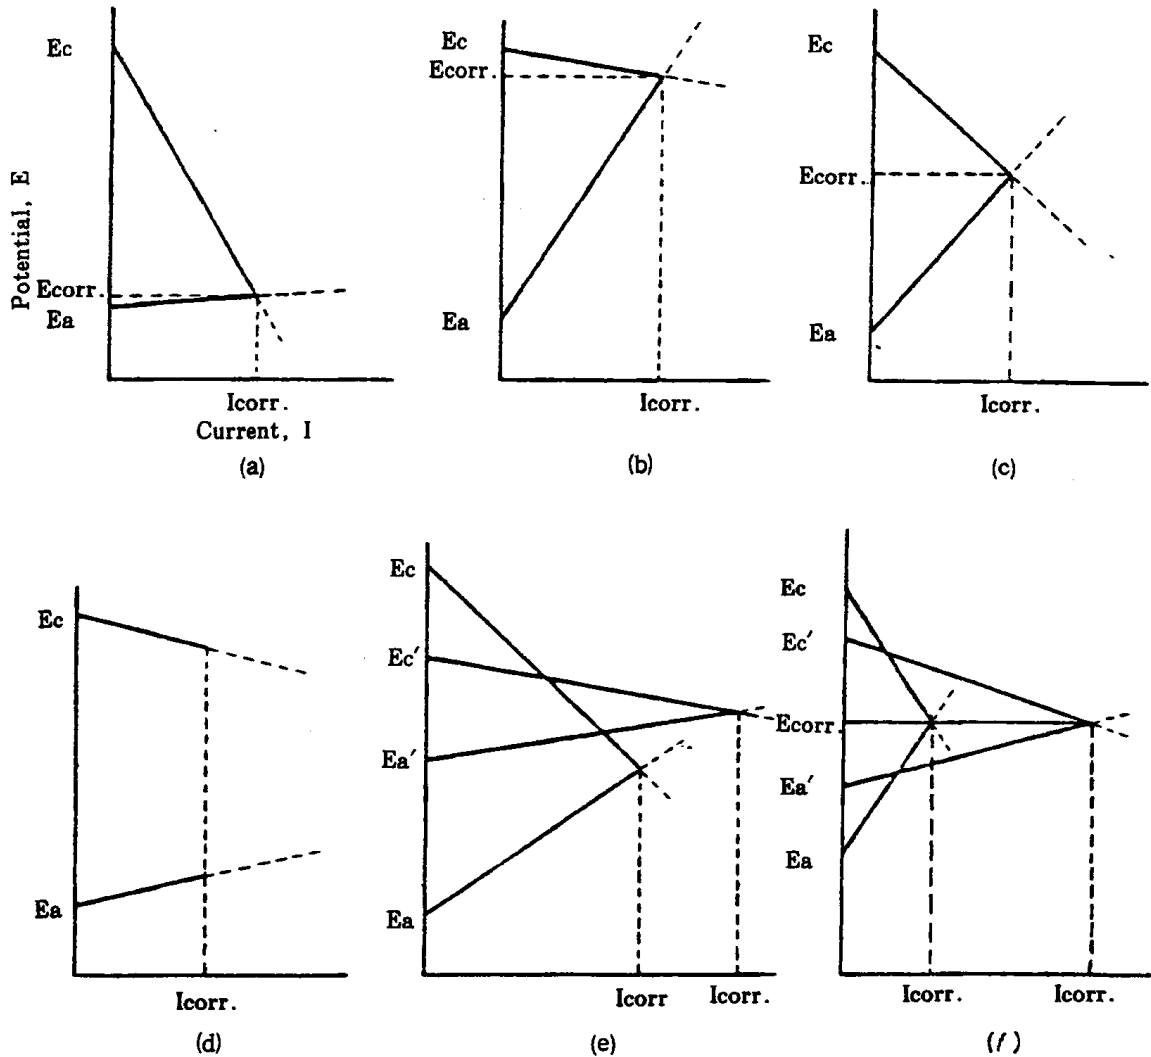 Ec
Ecorr.
Ea
Potential, E
Icorr.
Current, I
(a)
Ec
Ecorr.
Ea
Icorr.
(b)
Ec
Ecorr.
Ea
Icorr.
(c)
Ec
Ea
Icorr.
(d)
Ec
Ec′
Ea′
Ea
Icorr Icorr.
(e)
Ec
Ec′
Ecorr.
Ea′
Ea
Icorr. Icorr.
(f)